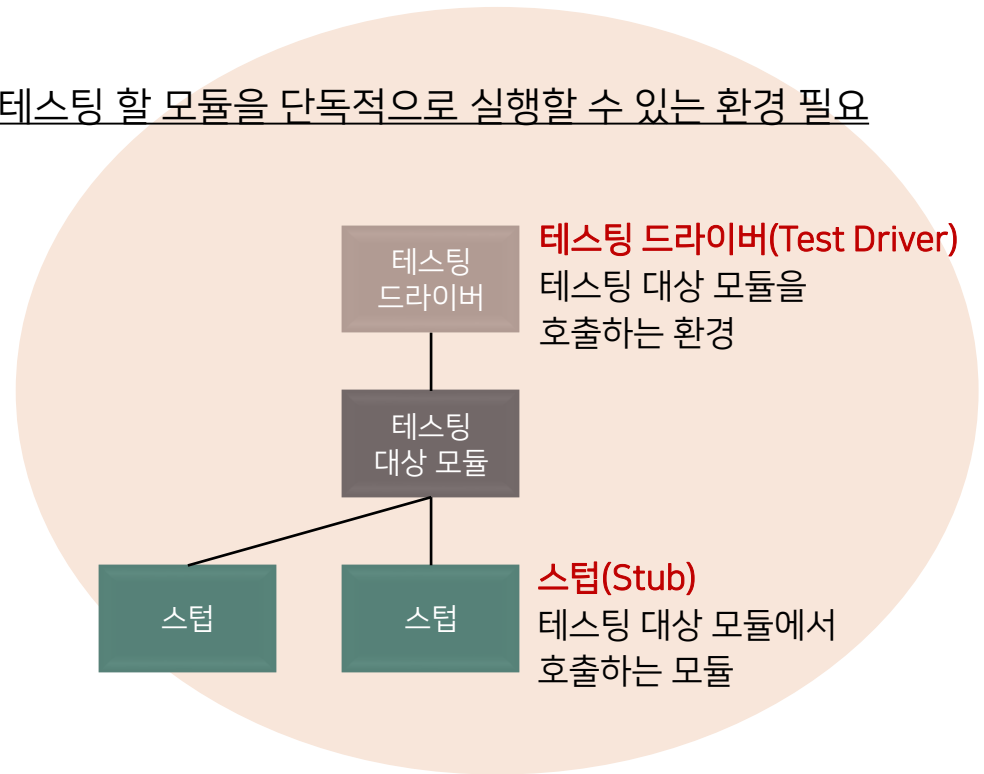 테스팅 할 모듈을 단독적으로 실행할 수 있는 환경 필요
테스팅
드라이버
테스팅 드라이버(Test Driver)
테스팅 대상 모듈을
호출하는 환경
테스팅
대상 모듈
스텁
스텁
스텁(Stub)
테스팅 대상 모듈에서
호출하는 모듈